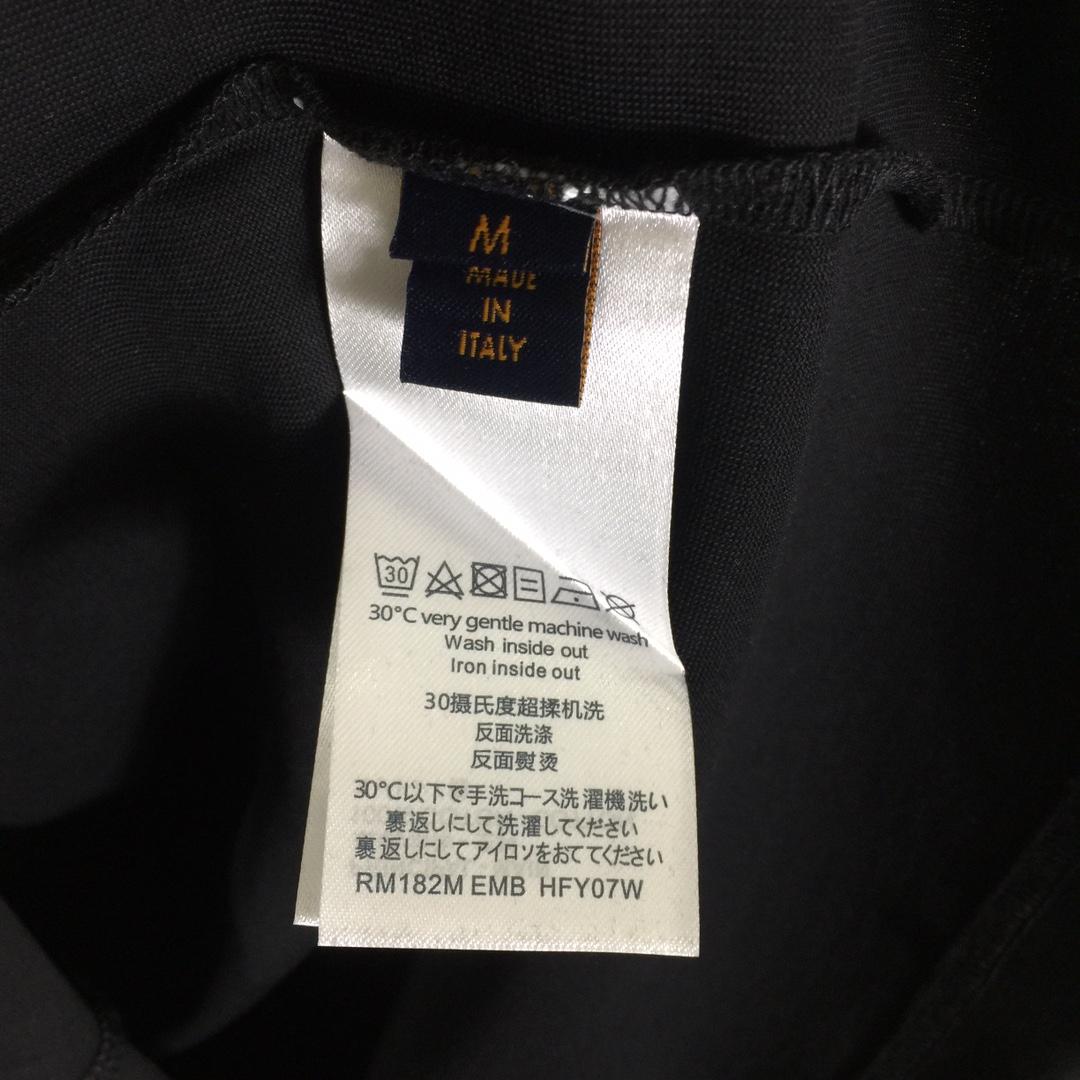 M
MADE
IN
ITALY
30
30°C very gentle machine wash
Wash inside out
Iron inside out
30摄氏度超揉机洗
反面洗涤
反面熨烫
30°C以下で手洗コース洗濯機洗い
裏返しにして洗濯してください
裏返しにしてアイロソをおててください
RM182M EMB HFY07W